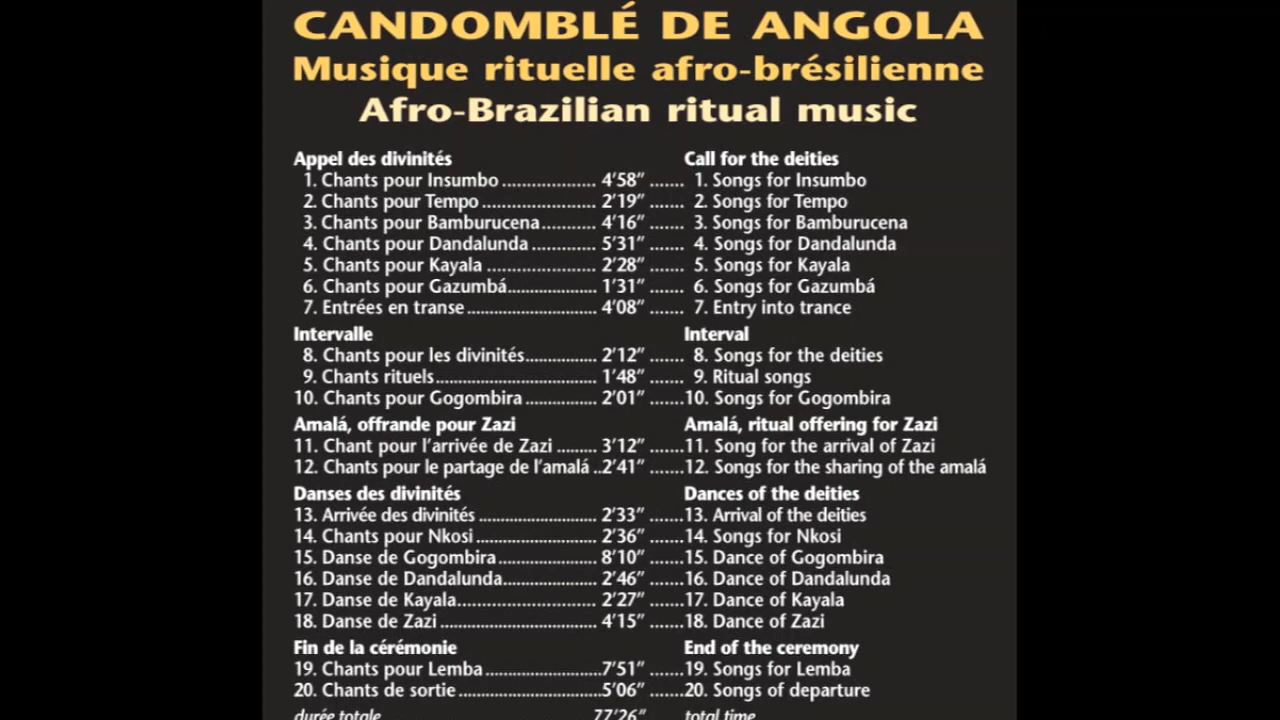 CANDOMBLÉ DE ANGOLA
Musique rituelle afro-brésilienne
Afro-Brazilian ritual music
Appel des divinités Call for the deities
1. Chants pour Insumbo .................. 4’58” ....... 1. Songs for Insumbo
2. Chants pour Tempo ...................... 2’19” ....... 2. Songs for Tempo
3. Chants pour Bamburucena........... 4’16” ....... 3. Songs for Bamburucena
4. Chants pour Dandalunda ............ 5’31” ....... 4. Songs for Dandalunda
5. Chants pour Kayala ..................... 2’28” ....... 5. Songs for Kayala
6. Chants pour Gazumbá................. 1’31” ....... 6. Songs for Gazumbá
7. Entrées en transe ......................... 4’08” ....... 7. Entry into trance
Intervalle Interval
8. Chants pour les divinités.............. 2’12” ....... 8. Songs for the deities
9. Chants rituels............................... 1’48” ....... 9. Ritual songs
10. Chants pour Gogombira .............. 2’01” .......10. Songs for Gogombira
Amalá, offrande pour Zazi Amalá, ritual offering for Zazi
11. Chant pour l’arrivée de Zazi ........ 3’12” .......11. Song for the arrival of Zazi
12. Chants pour le partage de l’amalá ..2’41” .......12. Songs for the sharing of the amalá
Danses des divinités Dances of the deities
13. Arrivée des divinités ....................... 2’33” .......13. Arrival of the deities
14. Chants pour Nkosi ........................ 2’36” .......14. Songs for Nkosi
15. Danse de Gogombira................... 8’10” .......15. Dance of Gogombira
16. Danse de Dandalunda.................. 2’46” .......16. Dance of Dandalunda
17. Danse de Kayala........................... 2’27” .......17. Dance of Kayala
18. Danse de Zazi .............................. 4’15” .......18. Dance of Zazi
Fin de la cérémonie End of the ceremony
19. Chants pour Lemba .......................7’51” .......19. Songs for Lemba
20. Chants de sortie ............................5’06” .......20. Songs of departure
durée totale 77’26” total time